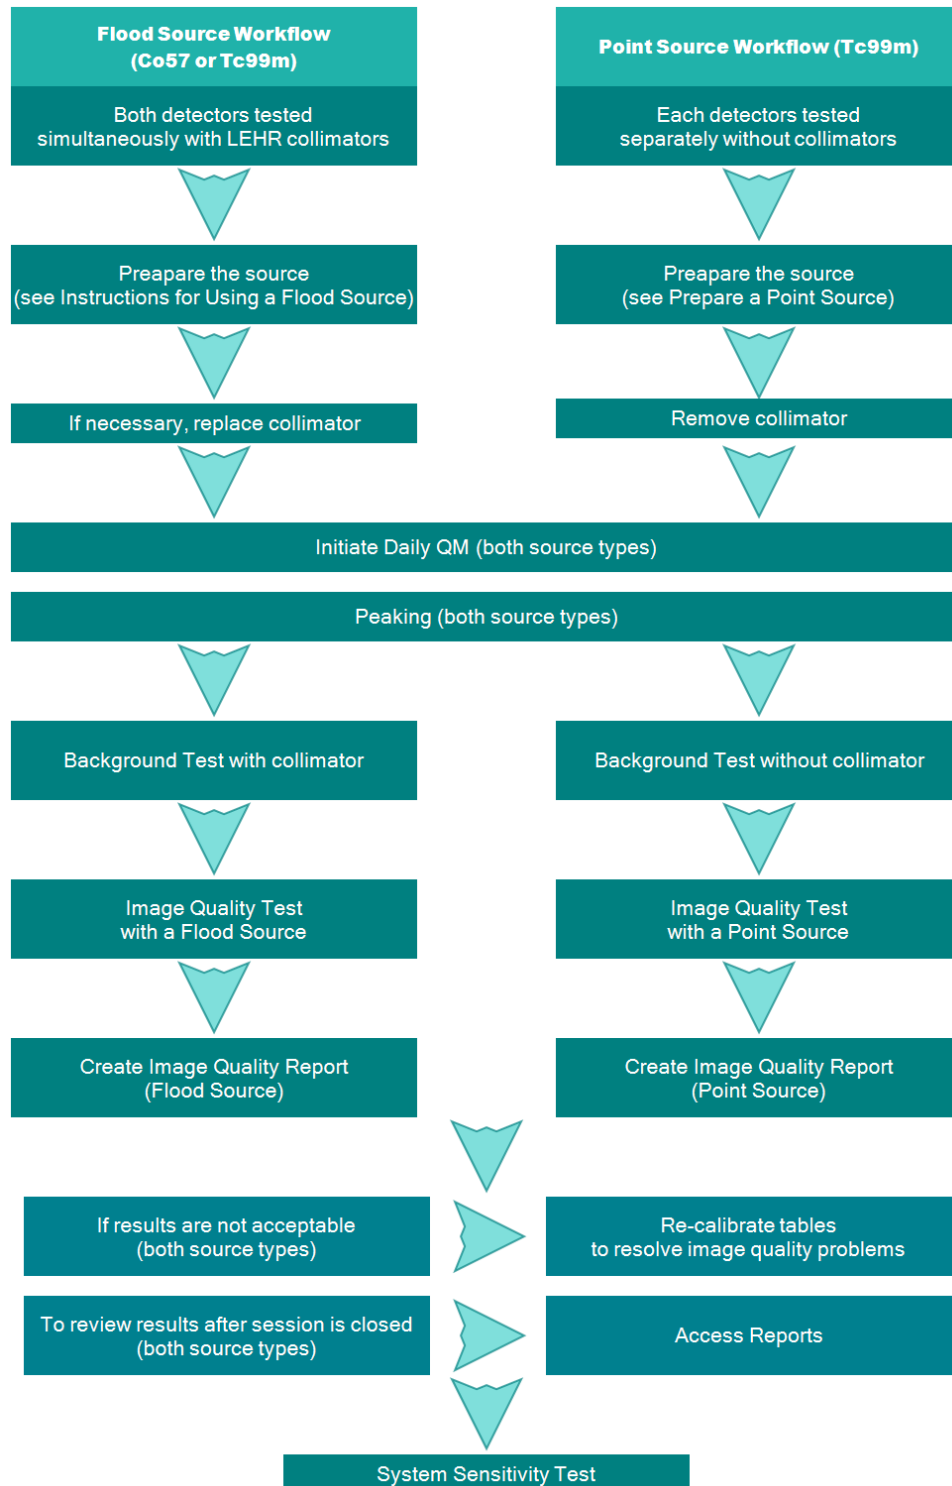 Flood Source Workflow
(Co57 or Tc99m)
Point Source Workflow (Tc99m)
Both detectors tested
simultaneously with LEHR collimators
Each detectors tested
separately without collimators
Preapare the source
(see Instructions for Using a Flood Source)
Preapare the source
(see Prepare a Point Source)
If necessary, replace collimator
Remove collimator
Initiate Daily QM (both source types)
Peaking (both source types)
Background Test with collimator
Background Test without collimator
Image Quality Test
with a Flood Source
Image Quality Test
with a Point Source
Create Image Quality Report
(Flood Source)
Create Image Quality Report
(Point Source)
If results are not acceptable
(both source types)
Re-calibrate tables
to resolve image quality problems
To review results after session is closed
(both source types)
Access Reports
System Sensitivity Test